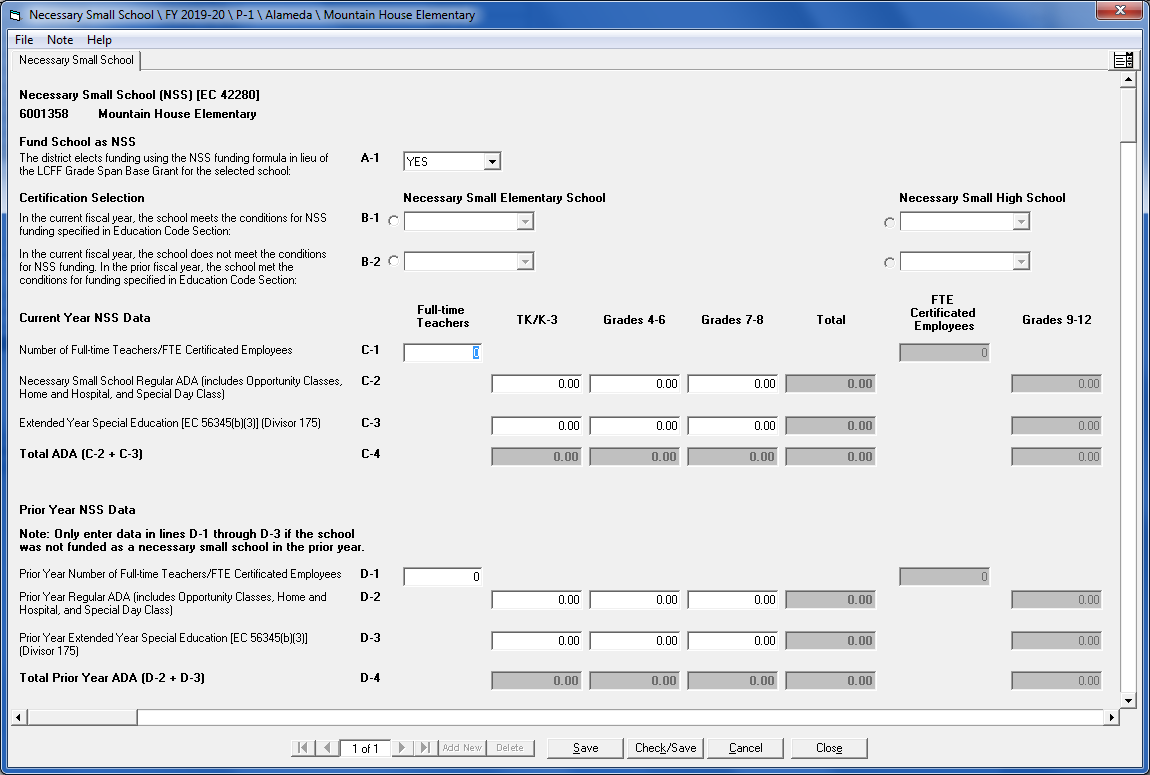 Necessary Small School \ FY 2019-20 \ P-1 \ Alameda \ Mountain House Elementary
File Note Help
Necessary Small School
Necessary Small School (NSS) [EC 42280]
6001358 Mountain House Elementary
Fund School as NSS
The district elects funding using the NSS funding formula in lieu of
the LCFF Grade Span Base Grant for the selected school:
A-1 YES
Certification Selection Necessary Small Elementary School Necessary Small High School
In the current fiscal year, the school meets the conditions for NSS
funding specified in Education Code Section:
B-1
In the current fiscal year, the school does not meet the conditions
for NSS funding. In the prior fiscal year, the school met the
conditions for funding specified in Education Code Section:
B-2
Current Year NSS Data
Full-time
Teachers
TK/K-3 Grades 4-6 Grades 7-8 Total
FTE
Certificated
Employees
Grades 9-12
Number of Full-time Teachers/FTE Certificated Employees C-1 0 0
Necessary Small School Regular ADA (includes Opportunity Classes,
Home and Hospital, and Special Day Class)
C-2 0.00 0.00 0.00 0.00 0.00
Extended Year Special Education [EC 56345(b)(3)] (Divisor 175) C-3 0.00 0.00 0.00 0.00 0.00
Total ADA (C-2 + C-3) C-4 0.00 0.00 0.00 0.00 0.00
Prior Year NSS Data
Note: Only enter data in lines D-1 through D-3 if the school
was not funded as a necessary small school in the prior year.
Prior Year Number of Full-time Teachers/FTE Certificated Employees D-1 0 0
Prior Year Regular ADA (includes Opportunity Classes, Home and
Hospital, and Special Day Class)
D-2 0.00 0.00 0.00 0.00 0.00
Prior Year Extended Year Special Education [EC 56345(b)(3)]
(Divisor 175)
D-3 0.00 0.00 0.00 0.00 0.00
Total Prior Year ADA (D-2 + D-3) D-4 0.00 0.00 0.00 0.00 0.00
1 of 1 Add New Delete Save Check/Save Cancel Close